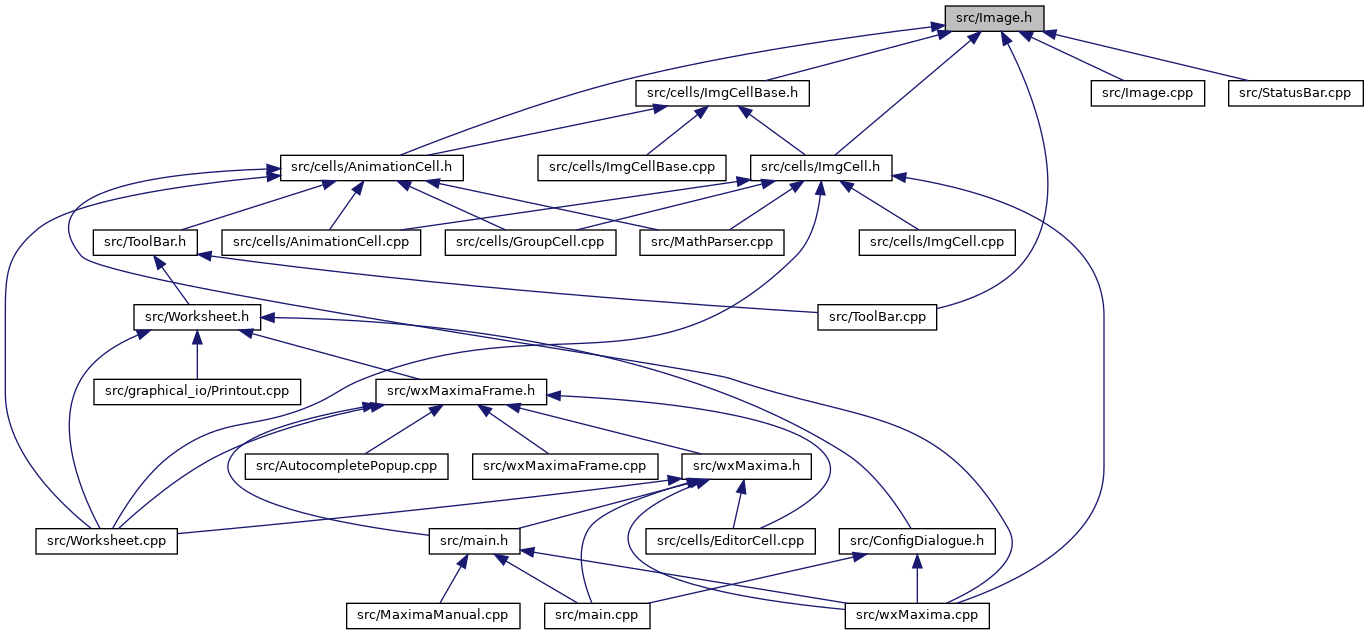 src/Image.h
src/cells/ImgCellBase.h
src/Image.cpp
src/StatusBar.cpp
src/cells/AnimationCell.h
src/cells/ImgCellBase.cpp
src/cells/ImgCell.h
src/ToolBar.h
src/cells/AnimationCell.cpp
src/cells/GroupCell.cpp
src/MathParser.cpp
src/cells/ImgCell.cpp
src/Worksheet.h
src/ToolBar.cpp
src/graphical_io/Printout.cpp
src/wxMaximaFrame.h
src/AutocompletePopup.cpp
src/wxMaximaFrame.cpp
src/wxMaxima.h
src/Worksheet.cpp
src/main.h
src/cells/EditorCell.cpp
src/ConfigDialogue.h
src/MaximaManual.cpp
src/main.cpp
src/wxMaxima.cpp